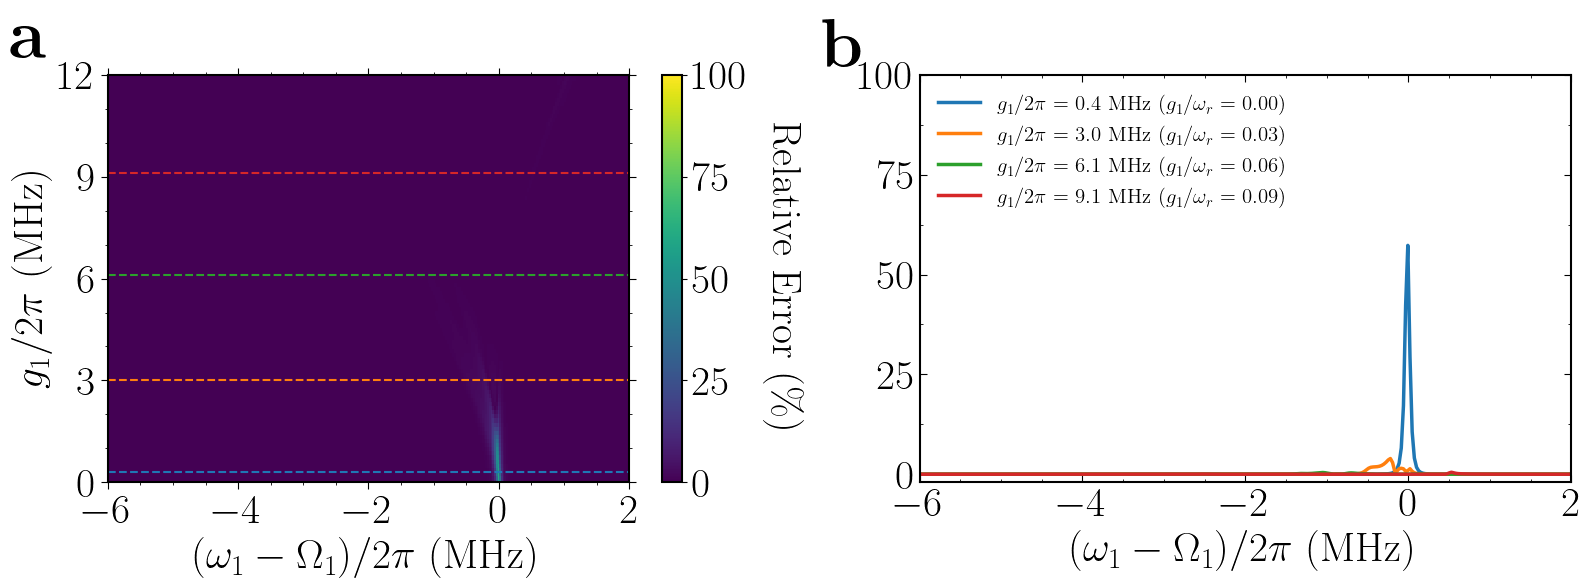 a
12
9
6
3
0
−6
−4
−2
0
2
(ω₁ − Ω₁)/2π (MHz)
g₁/2π (MHz)
100
75
50
25
0
Relative Error (%)
b
100
75
50
25
0
g₁/2π = 0.4 MHz (g₁/ωᵣ = 0.00)
g₁/2π = 3.0 MHz (g₁/ωᵣ = 0.03)
g₁/2π = 6.1 MHz (g₁/ωᵣ = 0.06)
g₁/2π = 9.1 MHz (g₁/ωᵣ = 0.09)
−6
−4
−2
0
2
(ω₁ − Ω₁)/2π (MHz)